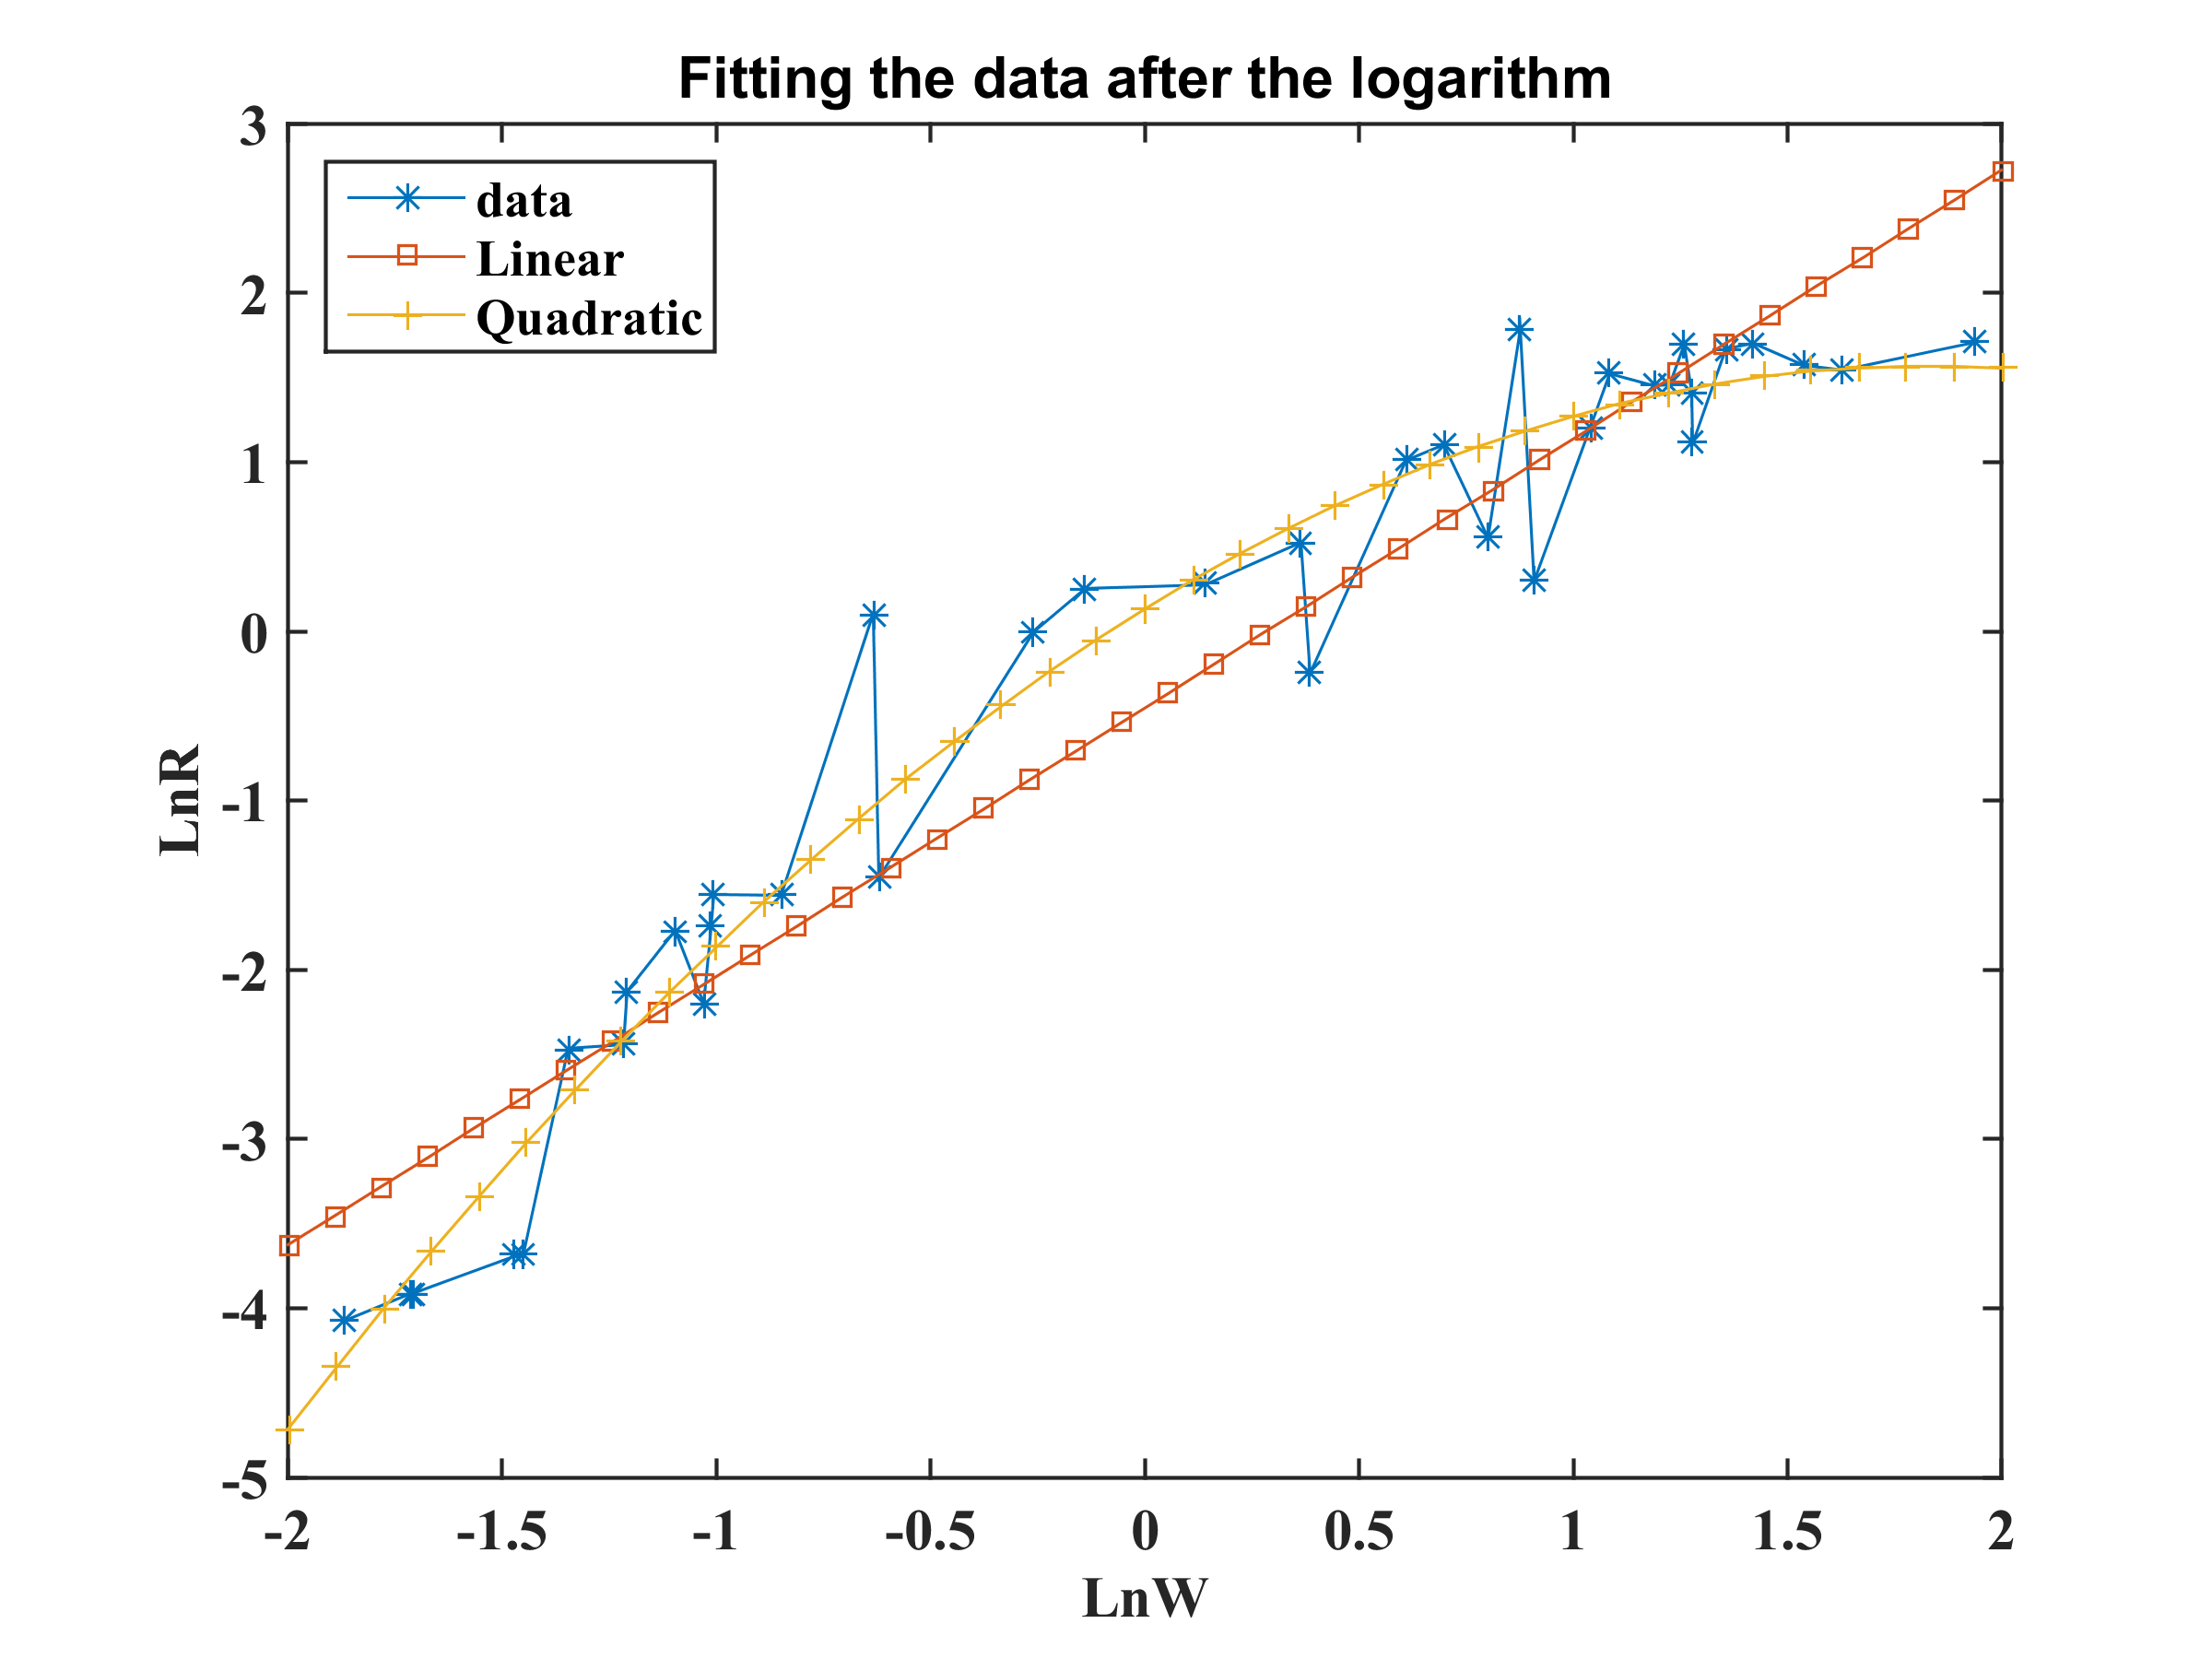 Fitting the data after the logarithm
3
2
1
0
-1
-2
-3
-4
-5
data
Linear
Quadratic
LnR
-2 -1.5 -1 -0.5 0 0.5 1 1.5 2
LnW